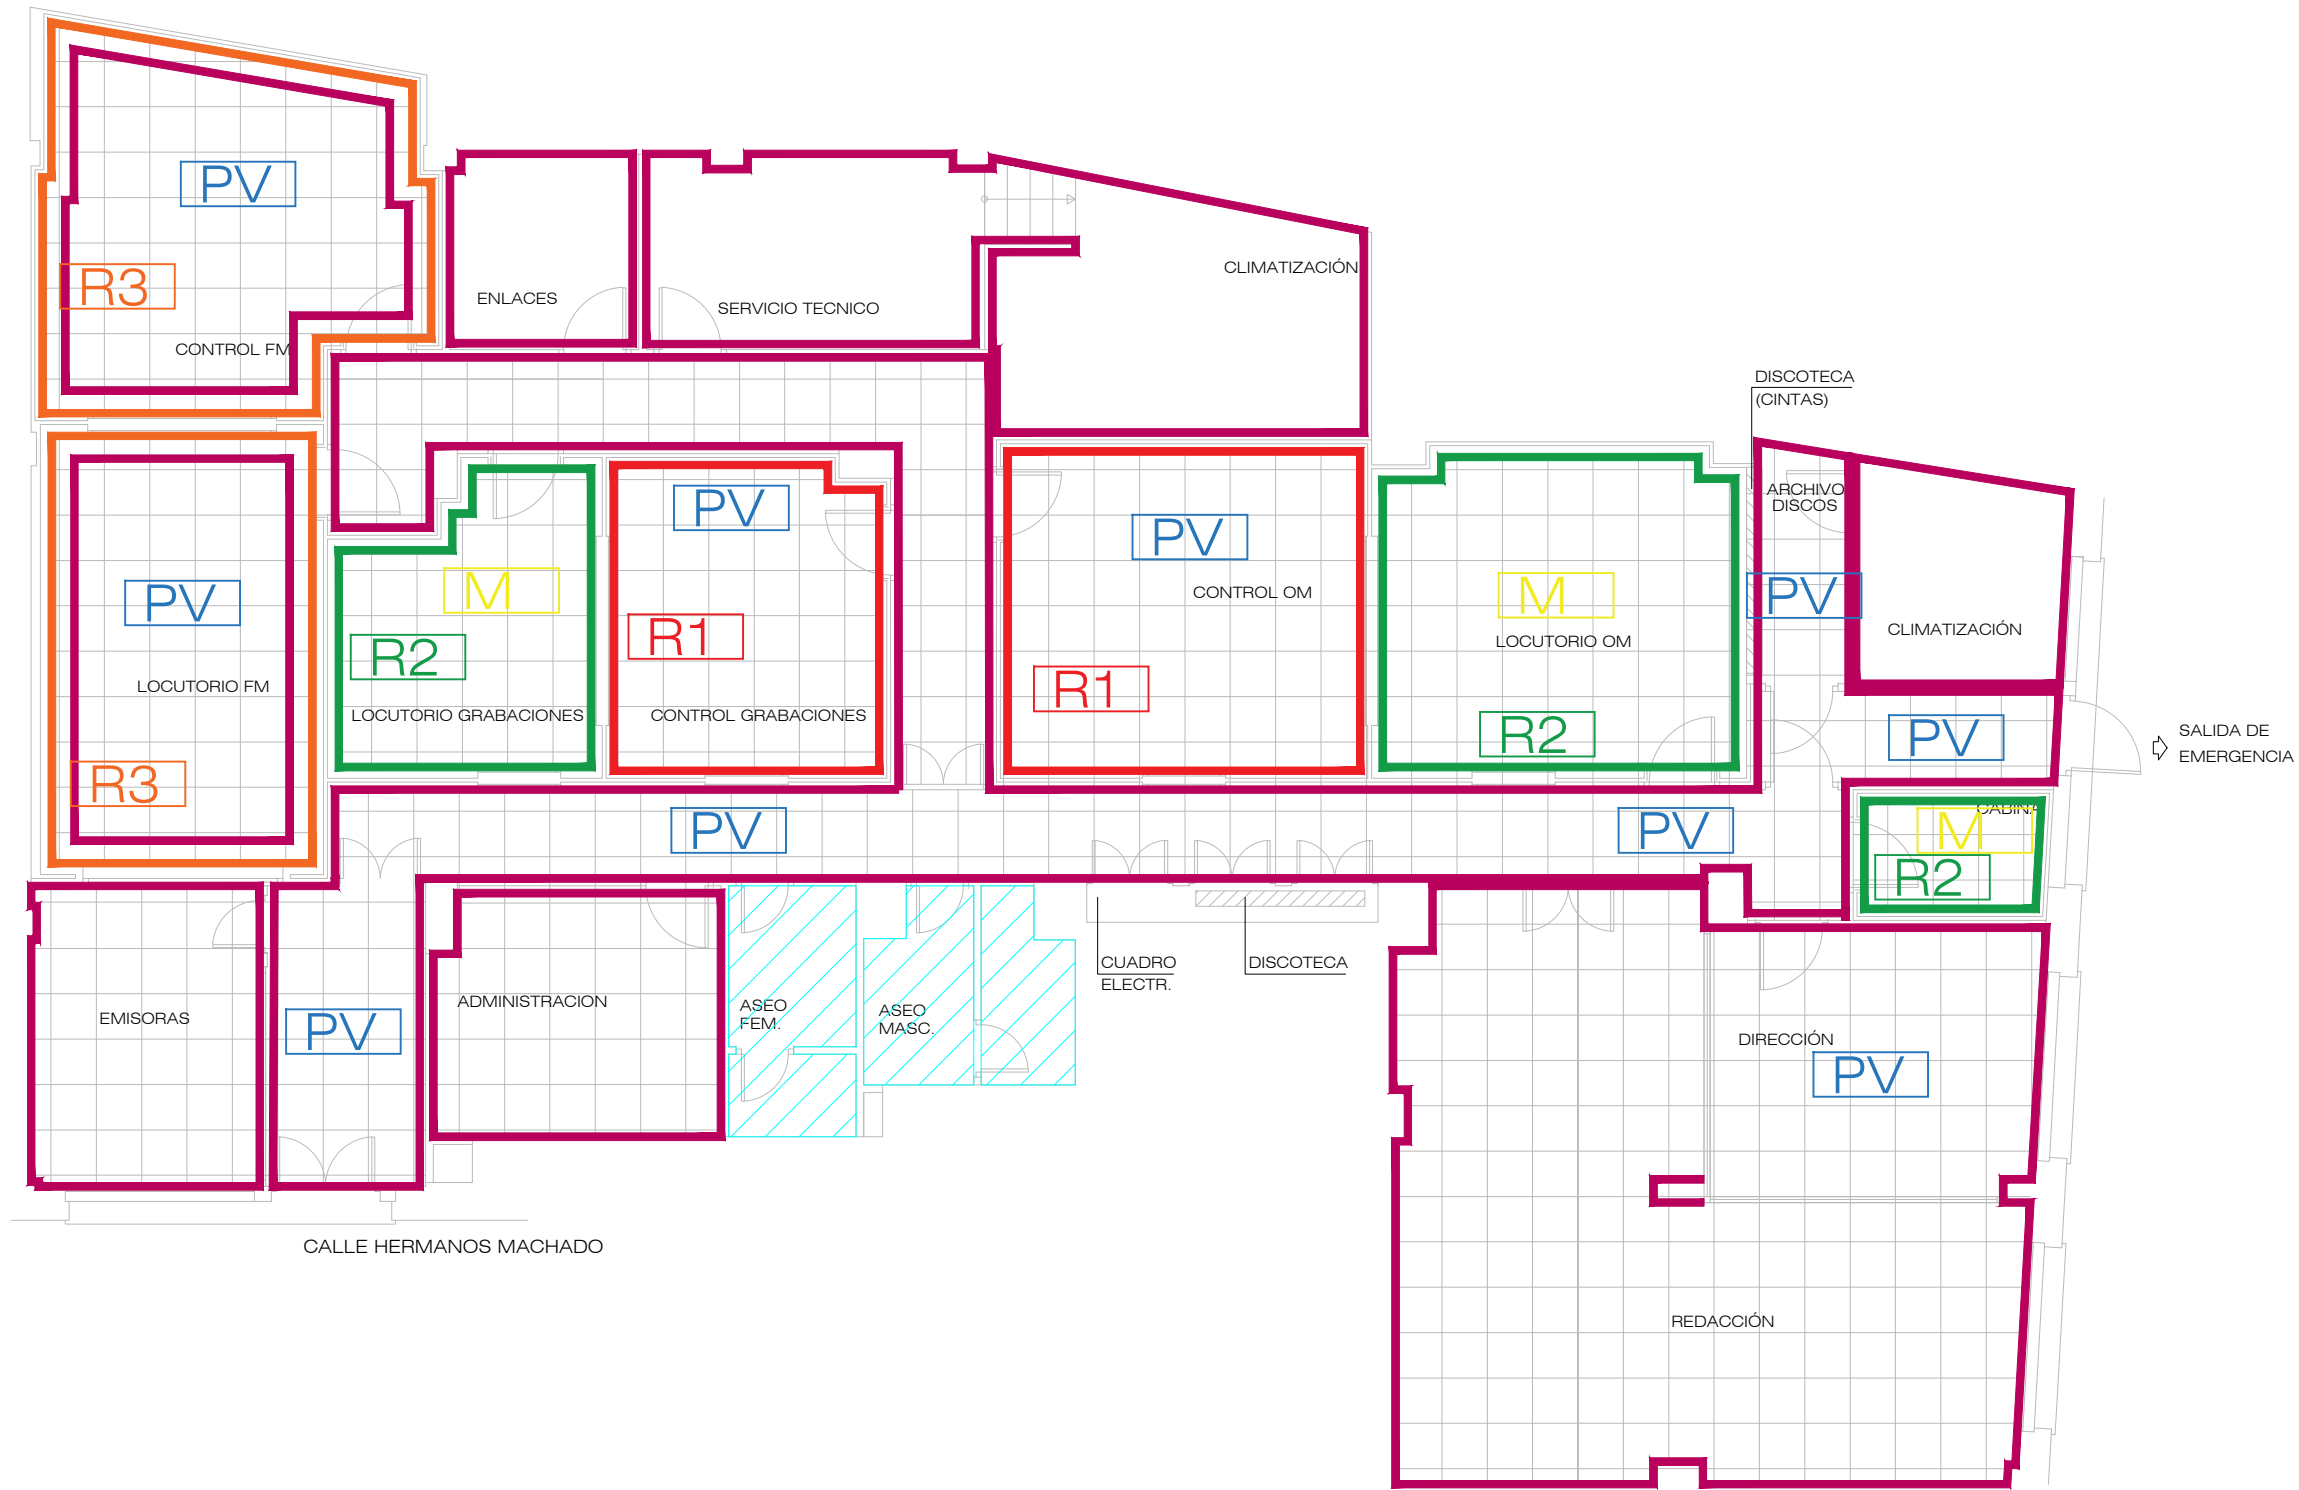 PV
R3
CONTROL FM
ENLACES
SERVICIO TECNICO
CLIMATIZACIÓN
DISCOTECA
(CINTAS)
ARCHIVO
DISCOS
PV
PV
CONTROL OM
M
LOCUTORIO OM
PV
CLIMATIZACIÓN
PV
LOCUTORIO FM
R3
M
R2
LOCUTORIO GRABACIONES
R1
CONTROL GRABACIONES
R1
R2
PV
SALIDA DE
EMERGENCIA
PV
PV
CABINA
M
R2
EMISORAS
PV
ADMINISTRACION
ASEO
FEM.
ASEO
MASC.
CUADRO
ELECTR.
DISCOTECA
DIRECCIÓN
PV
REDACCIÓN
CALLE HERMANOS MACHADO